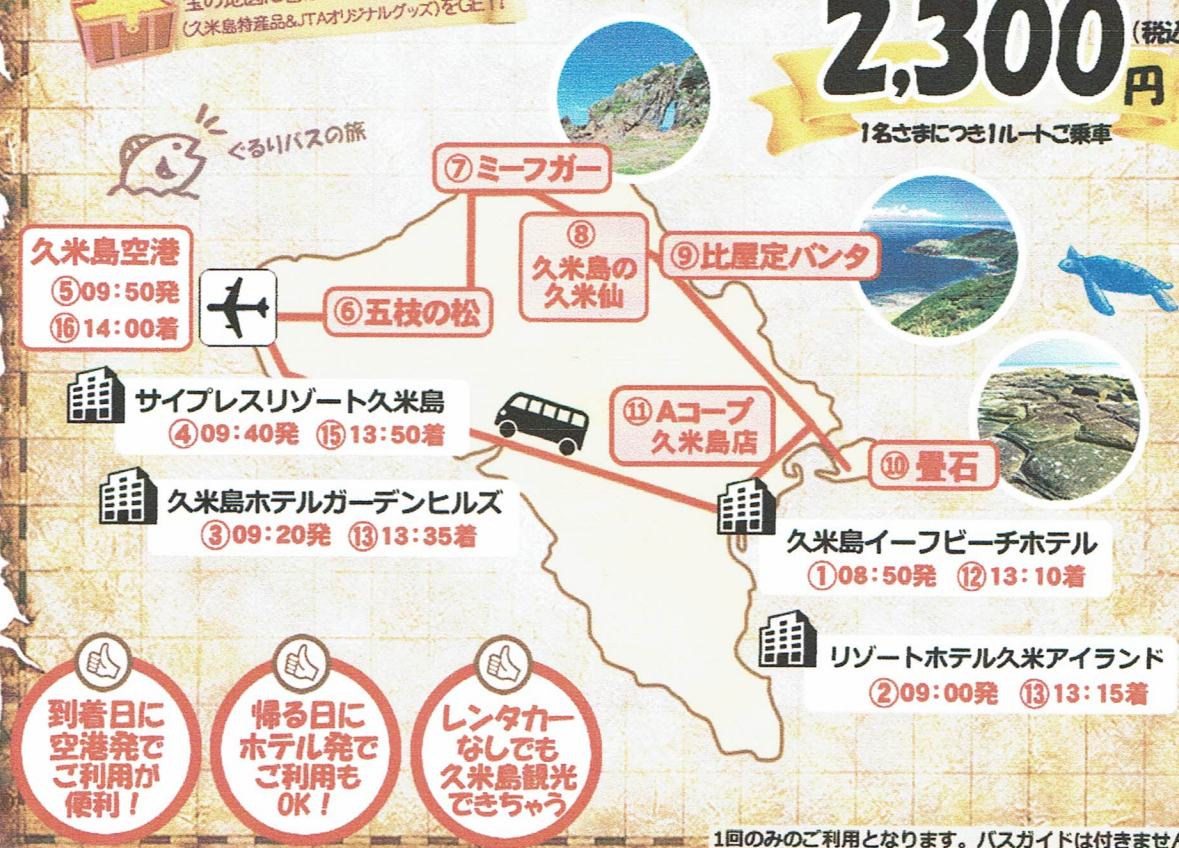 (久米島特産品&JTAオリジナルグッズ)をGET!
2,300円
1名さまにつき1ルートご乗車
ぐるりバスの旅
⑦ミーフガー
久米島空港
⑤09:50発
⑯14:00着
⑥五枝の松
⑧
久米島の
久米仙
⑨比屋定バンタ
サイプレスリゾート久米島
④09:40発 ⑮13:50着
⑪Aコープ
久米島店
⑩畳石
久米島ホテルガーデンヒルズ
③09:20発 ⑬13:35着
久米島イーフビーチホテル
①08:50発 ⑫13:10着
リゾートホテル久米アイランド
②09:00発 ⑬13:15着
到着日に
空港発で
ご利用が
便利!
帰る日に
ホテル発で
ご利用も
OK!
レンタカー
なしでも
久米島観光
できちゃう
1回のみのご利用となります。バスガイドは付きません